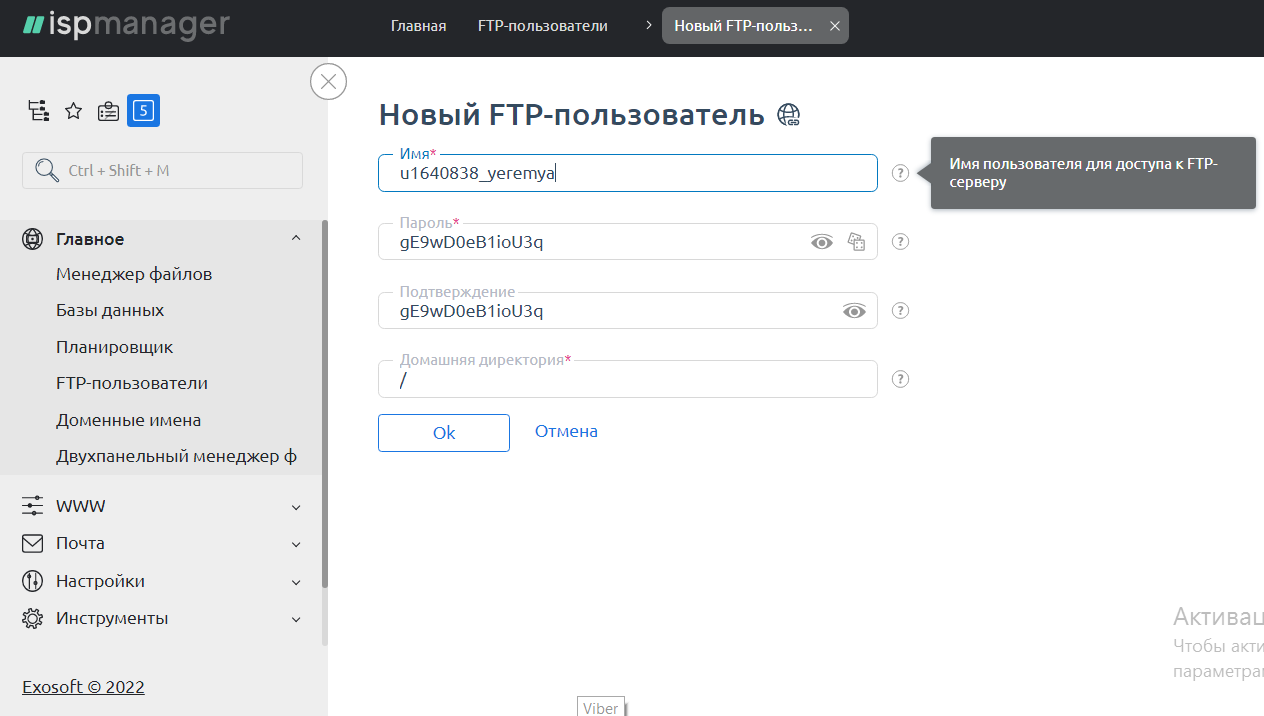 ispmanager
Главная FTP-пользователи > Новый FTP-польз... ×
5
Ctrl + Shift + M
Главное
Менеджер файлов
Базы данных
Планировщик
FTP-пользователи
Доменные имена
Двухпанельный менеджер ф
WWW
Почта
Настройки
Инструменты
Exosoft © 2022
Новый FTP-пользователь
Имя*
u1640838_yeremya
?
Имя пользователя для доступа к FTP-
серверу
Пароль*
gE9wD0eB1ioU3q
?
Подтверждение
gE9wD0eB1ioU3q
?
Домашняя директория*
/
?
Ok Отмена
Активац
Чтобы акти
параметра
Viber